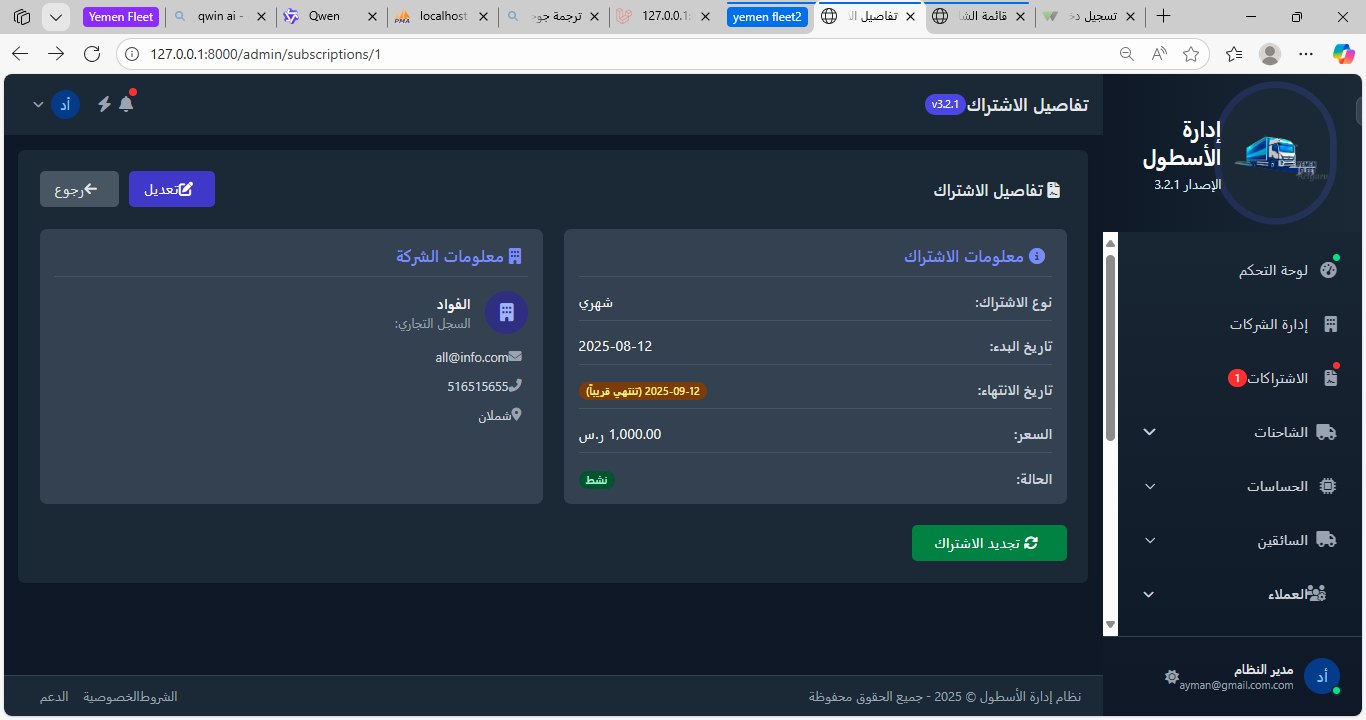 Yemen Fleet
qwin ai -
Qwen
localhost
ترجمة جوج
127.0.0.1:
yemen fleet2
تفاصيل الا
قائمة الشا
تسجيل دخ
127.0.0.1:8000/admin/subscriptions/1
إدارة
الأسطول
الإصدار 3.2.1
لوحة التحكم
إدارة الشركات
الاشتراكات 1
الشاحنات
الحساسات
السائقين
العملاء
أد
مدير النظام
ayman@gmail.com.com
تفاصيل الاشتراك v3.2.1
أد
تفاصيل الاشتراك
تعديل
رجوع
معلومات الاشتراك
نوع الاشتراك: شهري
تاريخ البدء: 2025-08-12
تاريخ الانتهاء: 2025-09-12 (تنتهي قريباً)
السعر: 1,000.00 ر.س
الحالة: نشط
معلومات الشركة
الفواد
السجل التجاري:
all@info.com
516515655
شملان
تجديد الاشتراك
نظام إدارة الأسطول © 2025 - جميع الحقوق محفوظة
الشروط الخصوصية الدعم